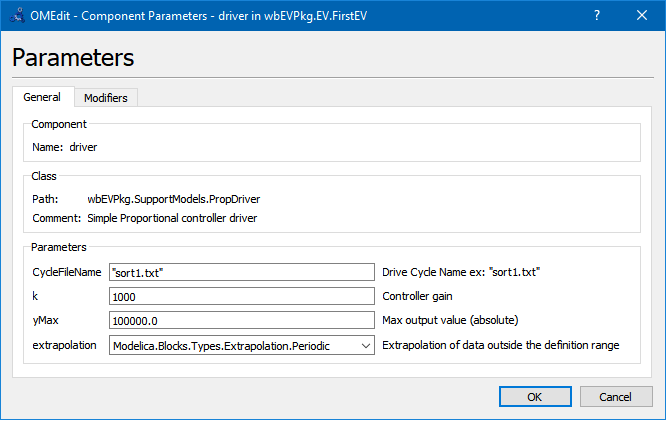 OMEdit - Component Parameters - driver in wbEVPkg.EV.FirstEV
Parameters
General Modifiers
Component
Name: driver
Class
Path: wbEVPkg.SupportModels.PropDriver
Comment: Simple Proportional controller driver
Parameters
CycleFileName "sort1.txt" Drive Cycle Name ex: "sort1.txt"
k 1000 Controller gain
yMax 100000.0 Max output value (absolute)
extrapolation Modelica.Blocks.Types.Extrapolation.Periodic Extrapolation of data outside the definition range
OK Cancel